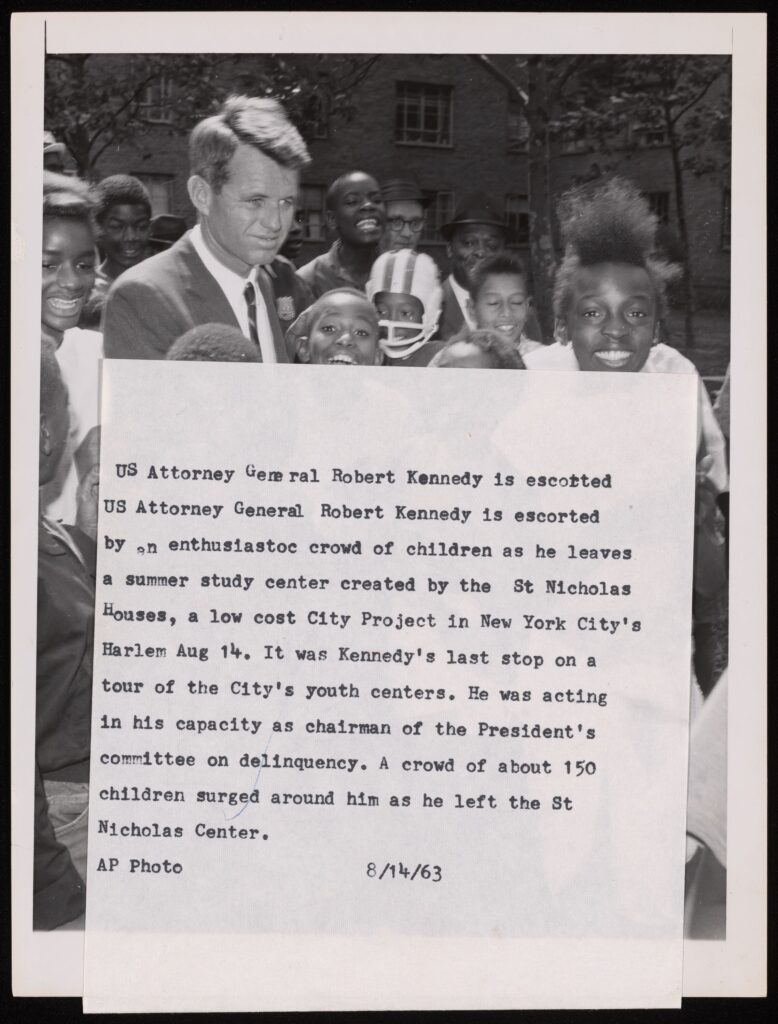 US Attorney General Robert Kennedy is escotted
US Attorney General Robert Kennedy is escorted
by an enthusiastoc crowd of children as he leaves
a summer study center created by the St Nicholas
Houses, a low cost City Project in New York City's
Harlem Aug 14. It was Kennedy's last stop on a
tour of the City's youth centers. He was acting
in his capacity as chairman of the President's
committee on delinquency. A crowd of about 150
children surged around him as he left the St
Nicholas Center.
AP Photo 8/14/63